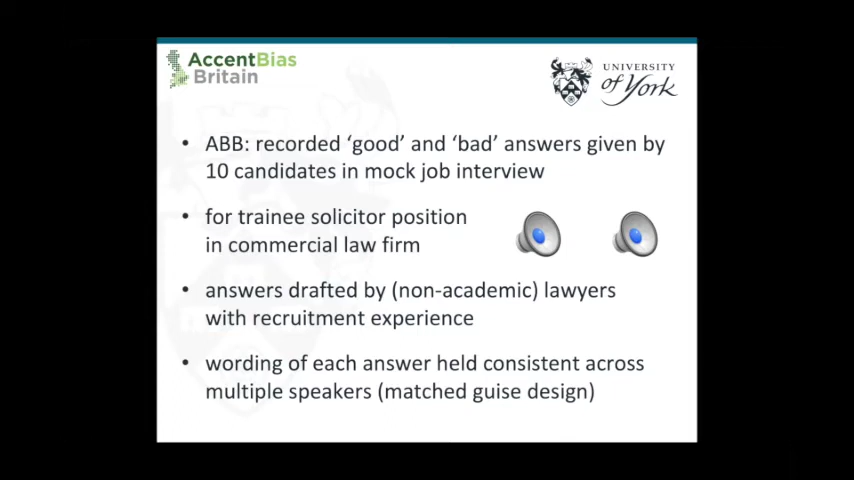 AccentBias
Britain
UNIVERSITY
of York
• ABB: recorded ‘good’ and ‘bad’ answers given by
10 candidates in mock job interview
• for trainee solicitor position
in commercial law firm
• answers drafted by (non-academic) lawyers
with recruitment experience
• wording of each answer held consistent across
multiple speakers (matched guise design)